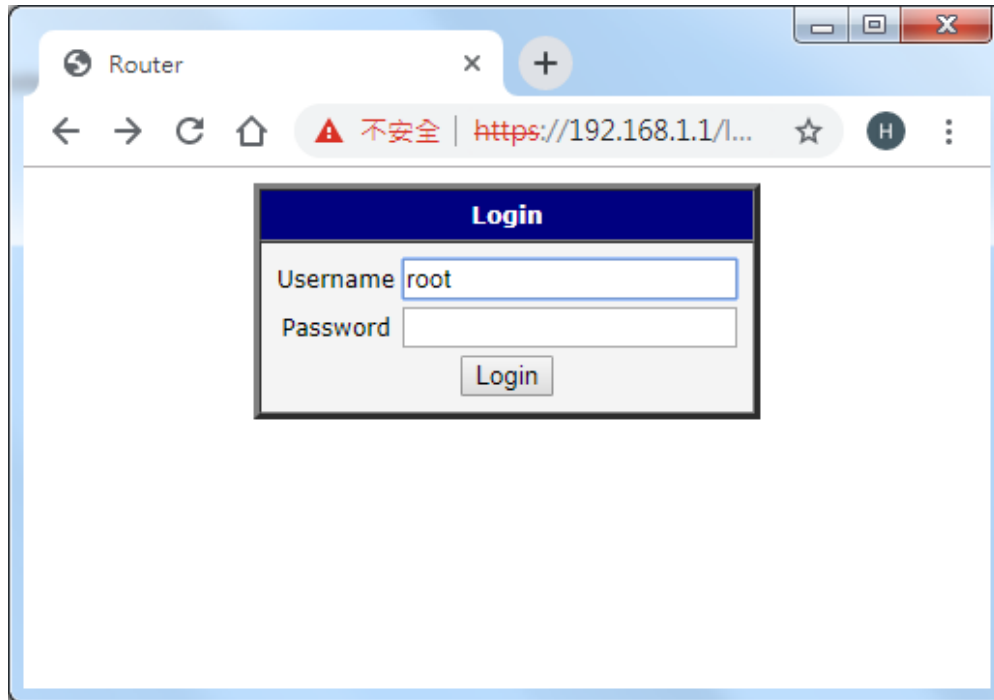 Router
不安全 | https://192.168.1.1/l...
H
Login
Username root
Password
Login